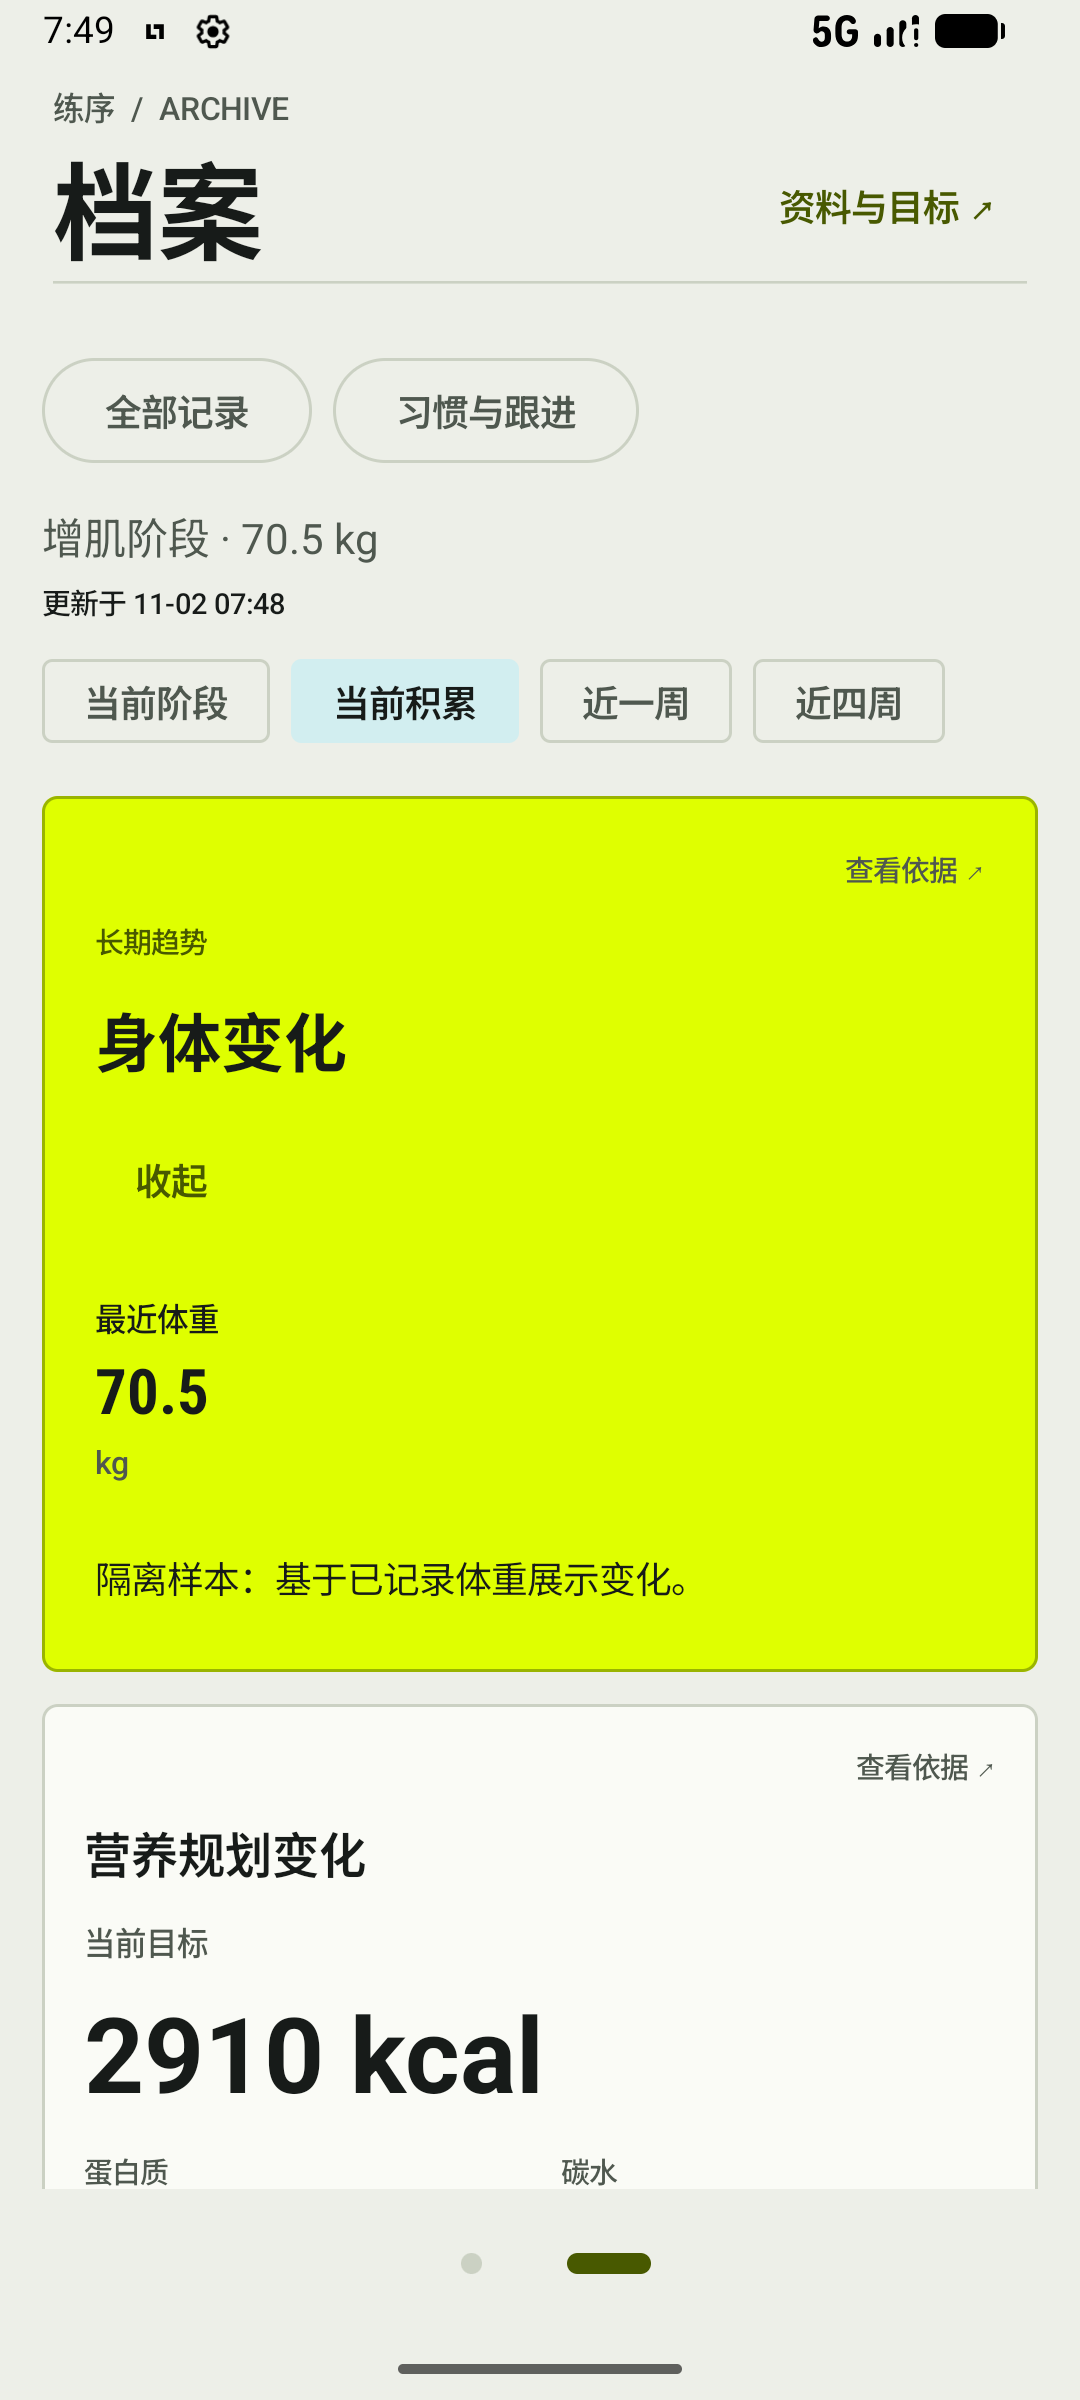 7:49
5G
练序 / ARCHIVE
档案
资料与目标 ↗
全部记录
习惯与跟进
增肌阶段 · 70.5 kg
更新于 11-02 07:48
当前阶段
当前积累
近一周
近四周
查看依据 ↗
长期趋势
身体变化
收起
最近体重
70.5
kg
隔离样本：基于已记录体重展示变化。
查看依据 ↗
营养规划变化
当前目标
2910 kcal
蛋白质
碳水